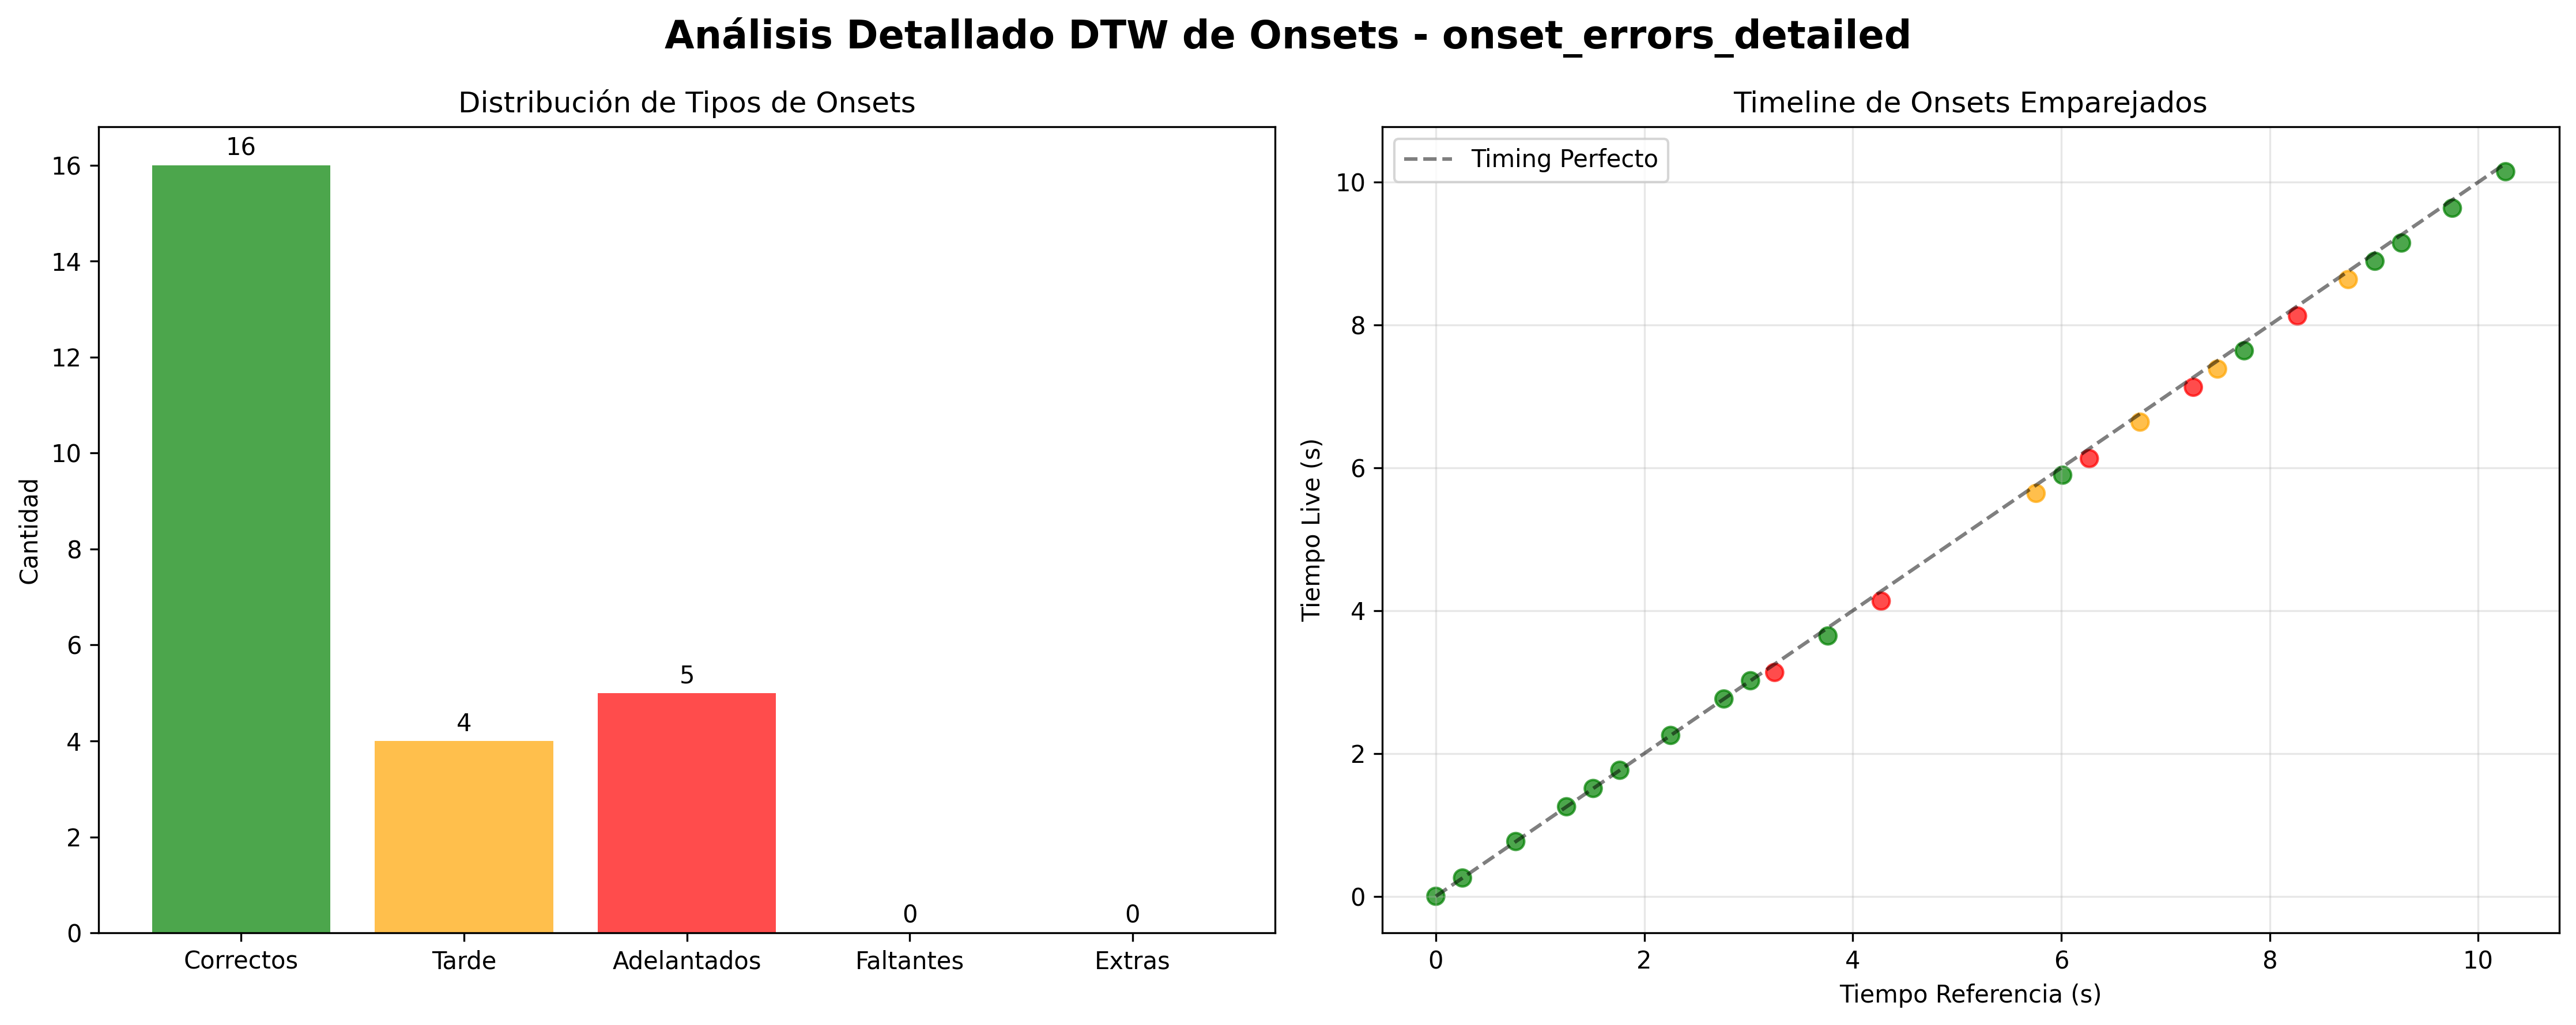 Análisis Detallado DTW de Onsets - onset_errors_detailed
Distribución de Tipos de Onsets
Cantidad
16
14
12
10
8
6
4
2
0
16
4
5
0
0
Correctos
Tarde
Adelantados
Faltantes
Extras
Timeline de Onsets Emparejados
Timing Perfecto
Tiempo Live (s)
10
8
6
4
2
0
0
2
4
6
8
10
Tiempo Referencia (s)